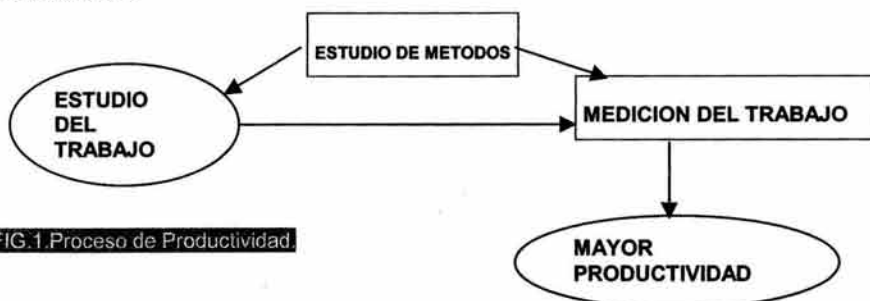 ESTUDIO DE METODOS
ESTUDIO
DEL
TRABAJO
MEDICION DEL TRABAJO
FIG.1.Proceso de Productividad.
MAYOR
PRODUCTIVIDAD